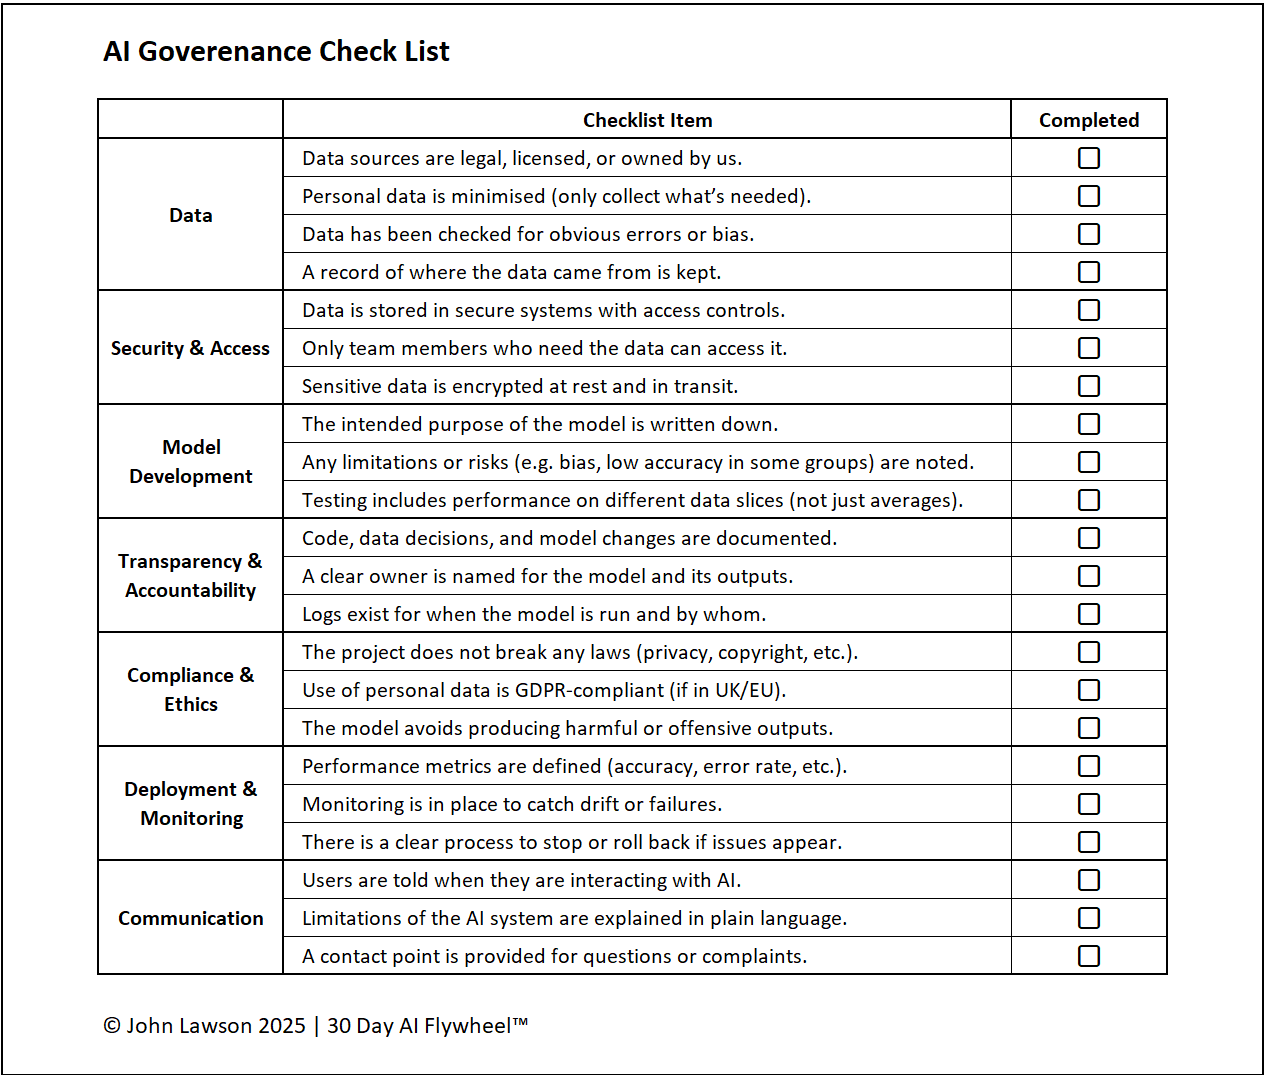 AI Goverenance Check List
Checklist Item
Completed
Data
Data sources are legal, licensed, or owned by us.
Personal data is minimised (only collect what’s needed).
Data has been checked for obvious errors or bias.
A record of where the data came from is kept.
Security & Access
Data is stored in secure systems with access controls.
Only team members who need the data can access it.
Sensitive data is encrypted at rest and in transit.
Model
Development
The intended purpose of the model is written down.
Any limitations or risks (e.g. bias, low accuracy in some groups) are noted.
Testing includes performance on different data slices (not just averages).
Transparency &
Accountability
Code, data decisions, and model changes are documented.
A clear owner is named for the model and its outputs.
Logs exist for when the model is run and by whom.
Compliance &
Ethics
The project does not break any laws (privacy, copyright, etc.).
Use of personal data is GDPR-compliant (if in UK/EU).
The model avoids producing harmful or offensive outputs.
Deployment &
Monitoring
Performance metrics are defined (accuracy, error rate, etc.).
Monitoring is in place to catch drift or failures.
There is a clear process to stop or roll back if issues appear.
Communication
Users are told when they are interacting with AI.
Limitations of the AI system are explained in plain language.
A contact point is provided for questions or complaints.
© John Lawson 2025 | 30 Day AI Flywheel™